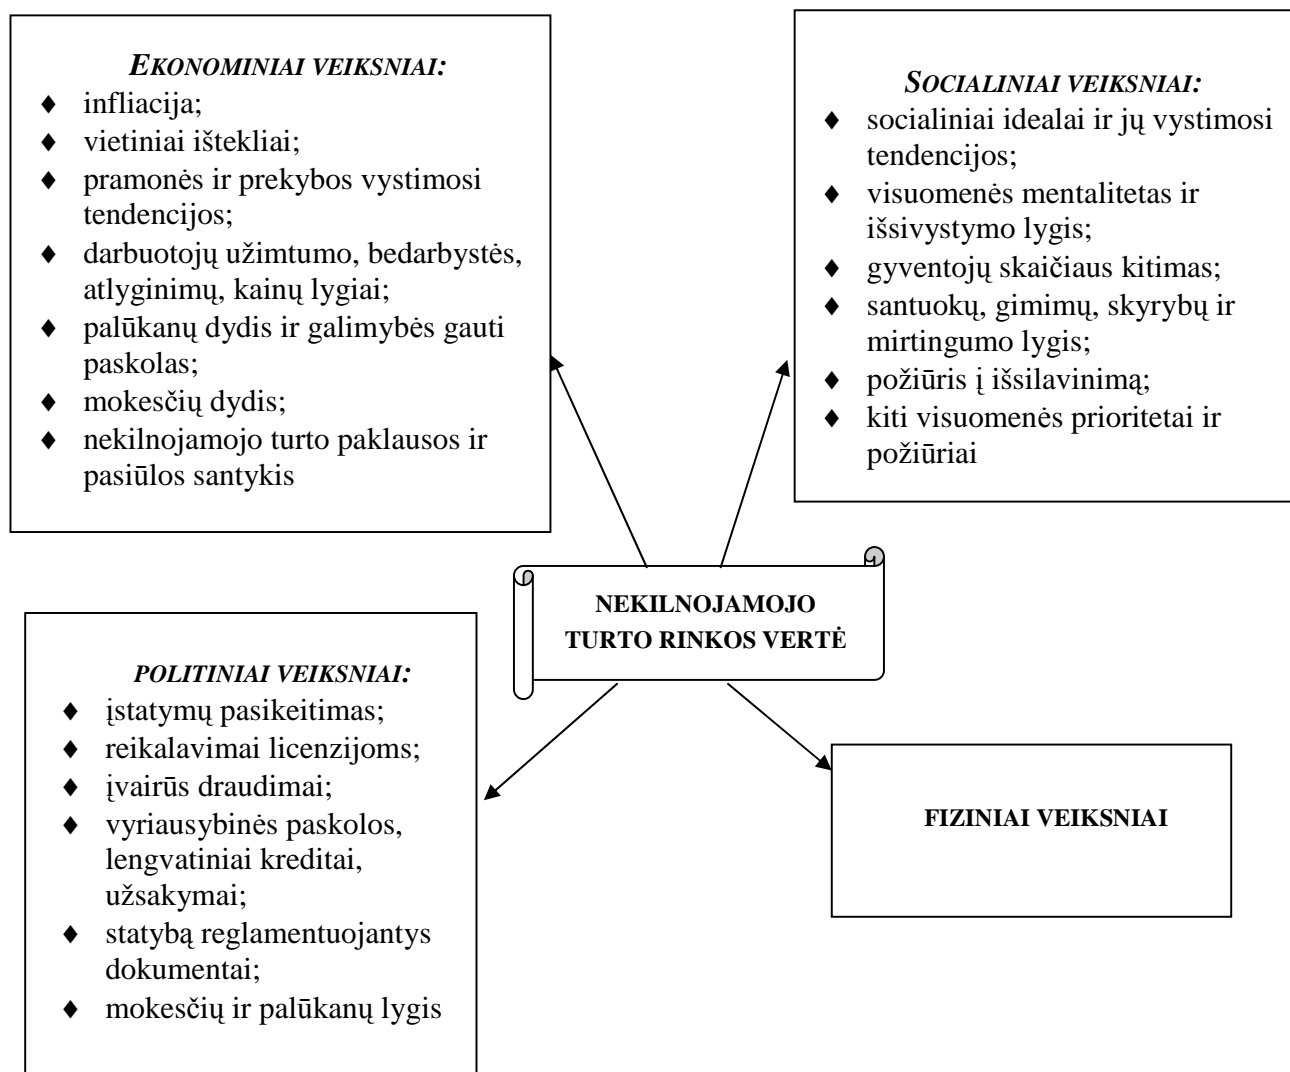 EKONOMINIAI VEIKSNIAI:
♦ infliacija;
♦ vietiniai ištekliai;
♦ pramonės ir prekybos vystimosi
tendencijos;
♦ darbuotojų užimtumo, bedarbystės,
atlyginimų, kainų lygiai;
♦ palūkanų dydis ir galimybės gauti
paskolas;
♦ mokesčių dydis;
♦ nekilnojamojo turto paklausos ir
pasiūlos santykis
SOCIALINIAI VEIKSNIAI:
♦ socialiniai idealai ir jų vystimosi
tendencijos;
♦ visuomenės mentalitetas ir
išsivystymo lygis;
♦ gyventojų skaičiaus kitimas;
♦ santuokų, gimimų, skyrybų ir
mirtingumo lygis;
♦ požiūris į išsilavinimą;
♦ kiti visuomenės prioritetai ir
požiūriai
NEKILNOJAMOJO
TURTO RINKOS VERTĖ
POLITINIAI VEIKSNIAI:
♦ įstatymų pasikeitimas;
♦ reikalavimai licenzijoms;
♦ įvairūs draudimai;
♦ vyriausybinės paskolos,
lengvatiniai kreditai,
užsakymai;
♦ statybą reglamentuojantys
dokumentai;
♦ mokesčių ir palūkanų lygis
FIZINIAI VEIKSNIAI